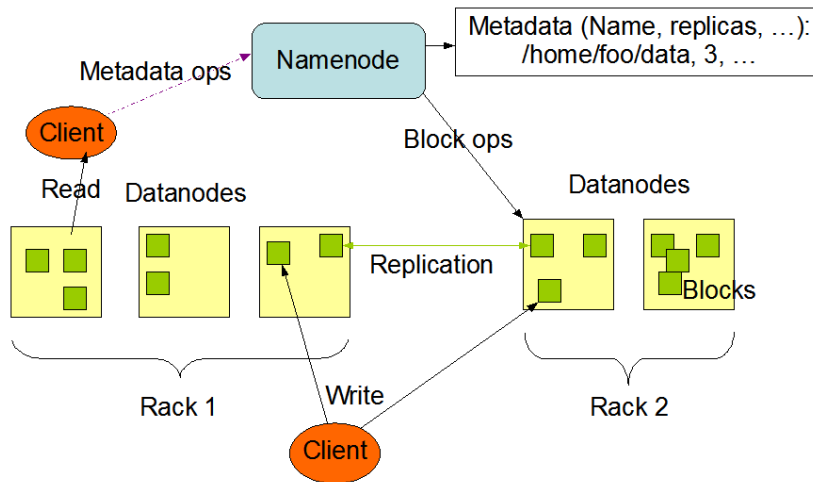 Metadata (Name, replicas, …):
/home/foo/data, 3, …
Namenode
Metadata ops
Client
Block ops
Read
Datanodes
Datanodes
Replication
Blocks
Rack 1
Write
Rack 2
Client